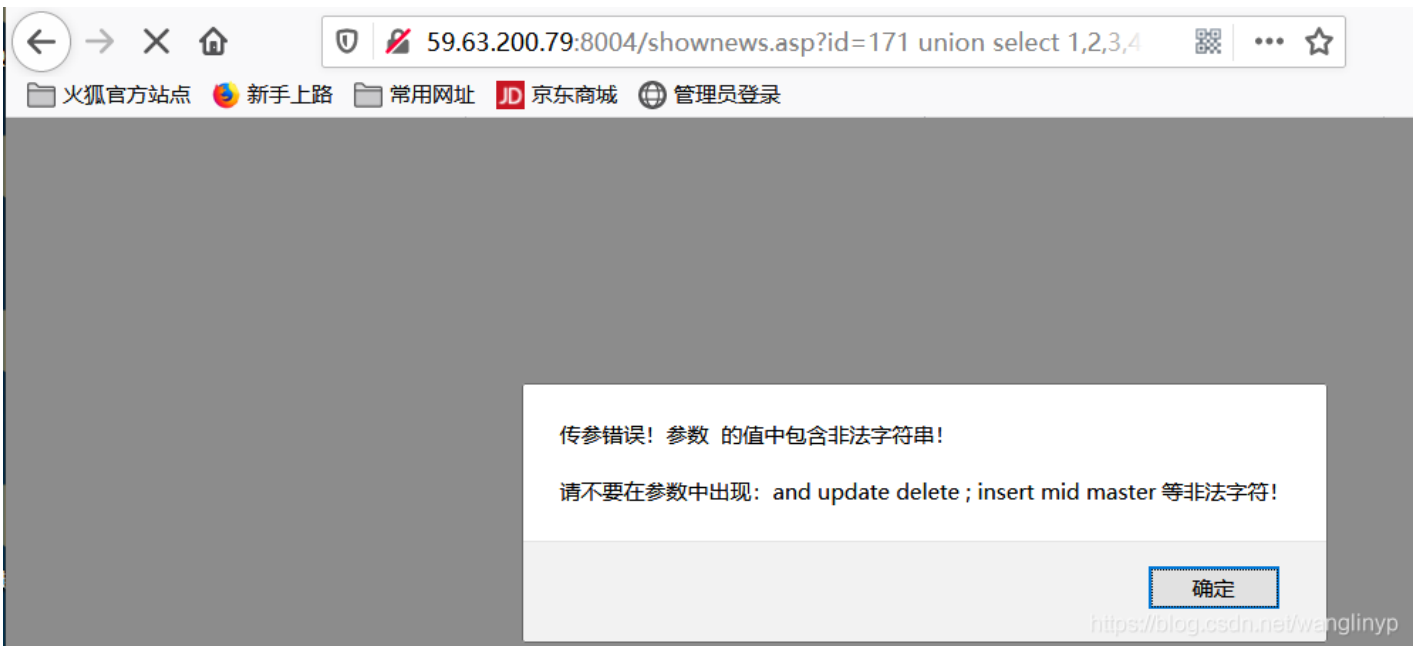 59.63.200.79:8004/shownews.asp?id=171 union select 1,2,3,4
火狐官方站点 新手上路 常用网址 JD 京东商城 管理员登录
传参错误！参数 的值中包含非法字符串！
请不要在参数中出现：and update delete ; insert mid master 等非法字符！
确定
https://blog.csdn.net/wanglinyp